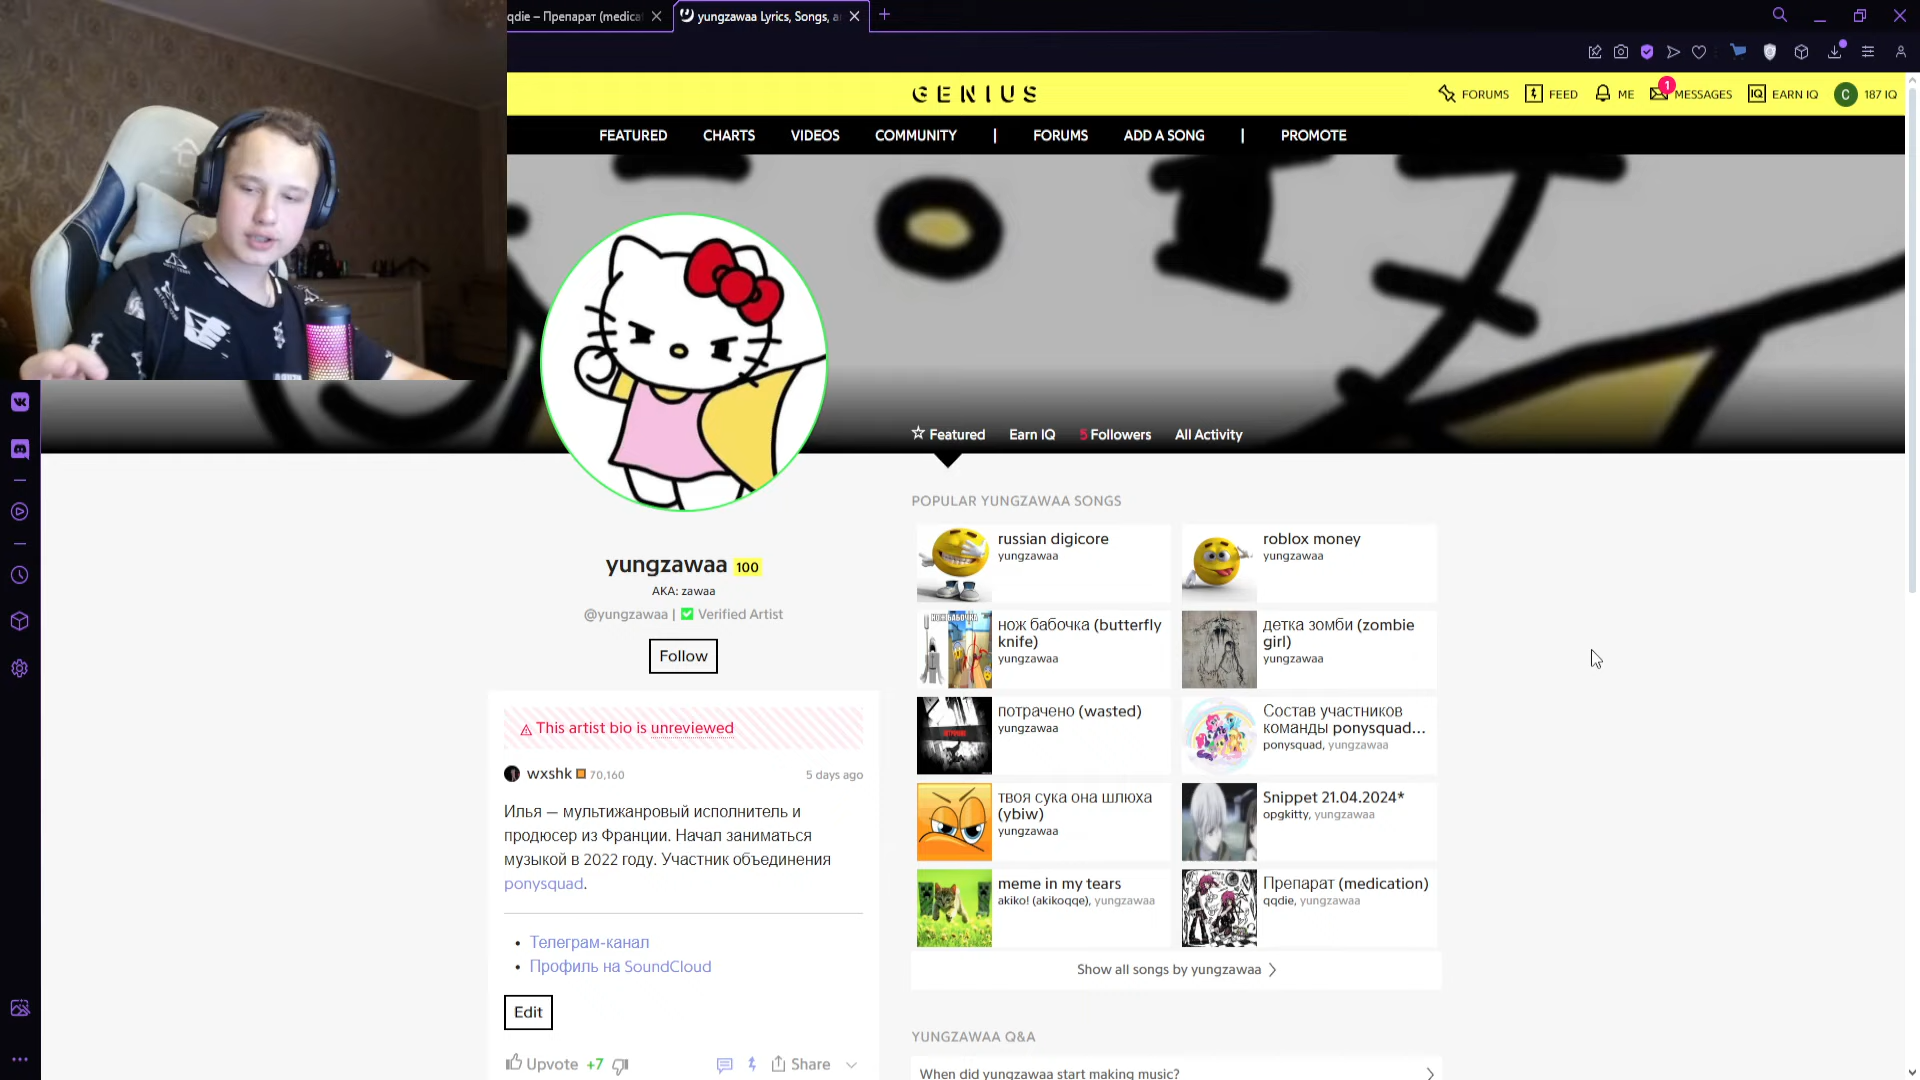 qqdie – Препарат (medica
yungzawaa Lyrics, Songs, a
GENIUS
FORUMS
FEED
ME
1
MESSAGES
IQ
EARN IQ
C
187 IQ
FEATURED
CHARTS
VIDEOS
COMMUNITY
|
FORUMS
ADD A SONG
|
PROMOTE
Featured
Earn IQ
5 Followers
All Activity
yungzawaa 100
AKA: zawaa
@yungzawaa | Verified Artist
Follow
This artist bio is unreviewed
wxshk 70,160
5 days ago
Илья — мультижанровый исполнитель и
продюсер из Франции. Начал заниматься
музыкой в 2022 году. Участник объединения
ponysquad.
• Телеграм-канал
• Профиль на SoundCloud
Edit
Upvote +7
Share
POPULAR YUNGZAWAA SONGS
russian digicore
yungzawaa
roblox money
yungzawaa
НОЖ БАБОЧКА
нож бабочка (butterfly
knife)
yungzawaa
детка зомби (zombie
girl)
yungzawaa
потрачено (wasted)
yungzawaa
Состав участников
команды ponysquad...
ponysquad, yungzawaa
твоя сука она шлюха
(ybiw)
yungzawaa
Snippet 21.04.2024*
opgkitty, yungzawaa
meme in my tears
akiko! (akikoqqe), yungzawaa
Препарат (medication)
qqdie, yungzawaa
Show all songs by yungzawaa
YUNGZAWAA Q&A
When did yungzawaa start making music?